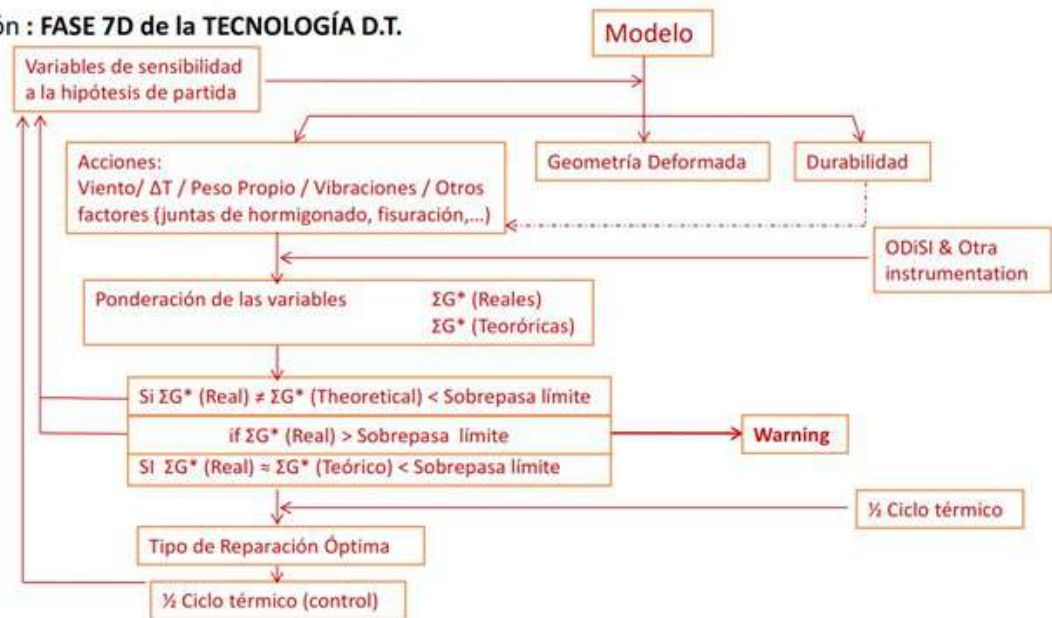 ón : FASE 7D de la TECNOLOGÍA D.T.
Modelo
Variables de sensibilidad
a la hipótesis de partida
Acciones:
Viento/ ΔT / Peso Propio / Vibraciones / Otros
factores (juntas de hormigonado, fisuración,...)
Geometría Deformada
Durabilidad
ODiSI & Otra
instrumentation
Ponderación de las variables ΣG* (Reales)
ΣG* (Teoróricas)
Si ΣG* (Real) ≠ ΣG* (Theoretical) < Sobrepasa límite
if ΣG* (Real) > Sobrepasa límite
Warning
SI ΣG* (Real) ≈ ΣG* (Teórico) < Sobrepasa límite
½ Ciclo térmico
Tipo de Reparación Óptima
½ Ciclo térmico (control)